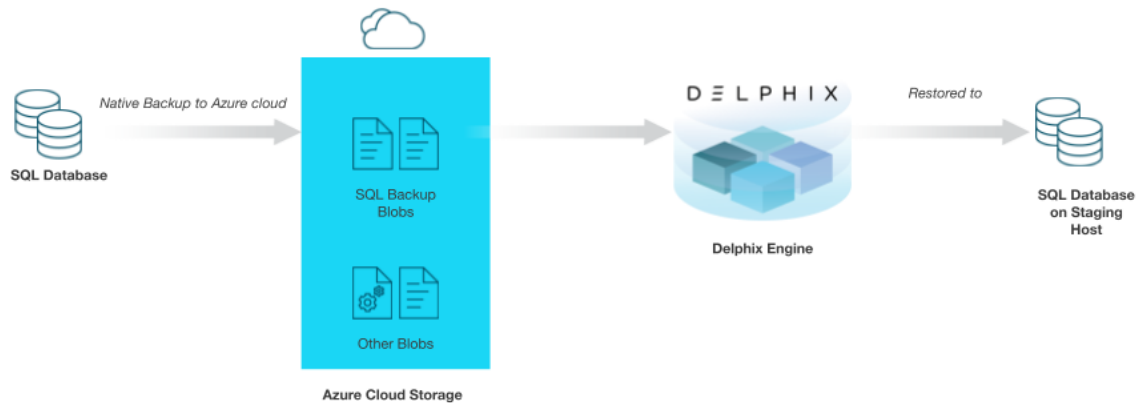 Native Backup to Azure cloud
SQL Database
SQL Backup
Blobs
Other Blobs
Azure Cloud Storage
DELPHIX
Delphix Engine
Restored to
SQL Database
on Staging
Host